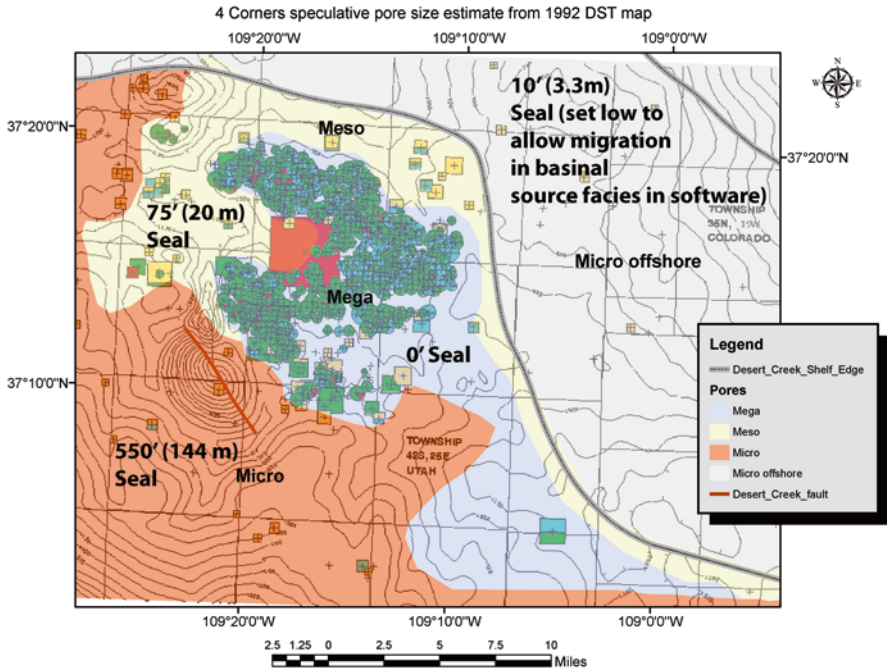 4 Corners speculative pore size estimate from 1992 DST map
109°20'0"W
109°10'0"W
109°0'0"W
N
W
E
S
37°20'0"N
37°20'0"N
Meso
10' (3.3m)
Seal (set low to
allow migration
in basinal
source facies in software)
75' (20 m)
Seal
TOWNSHIP
COLORADO
Micro offshore
Mega
0' Seal
37°10'0"N
550' (144 m)
Seal
Micro
TOWNSHIP
42S, 25E
UTAH
Legend
Desert_Creek_Shelf_Edge
Pores
Mega
Meso
Micro
Micro offshore
Desert_Creek_fault
109°20'0"W
109°10'0"W
109°0'0"W
2.5 1.25 0 2.5 5 7.5 10
Miles